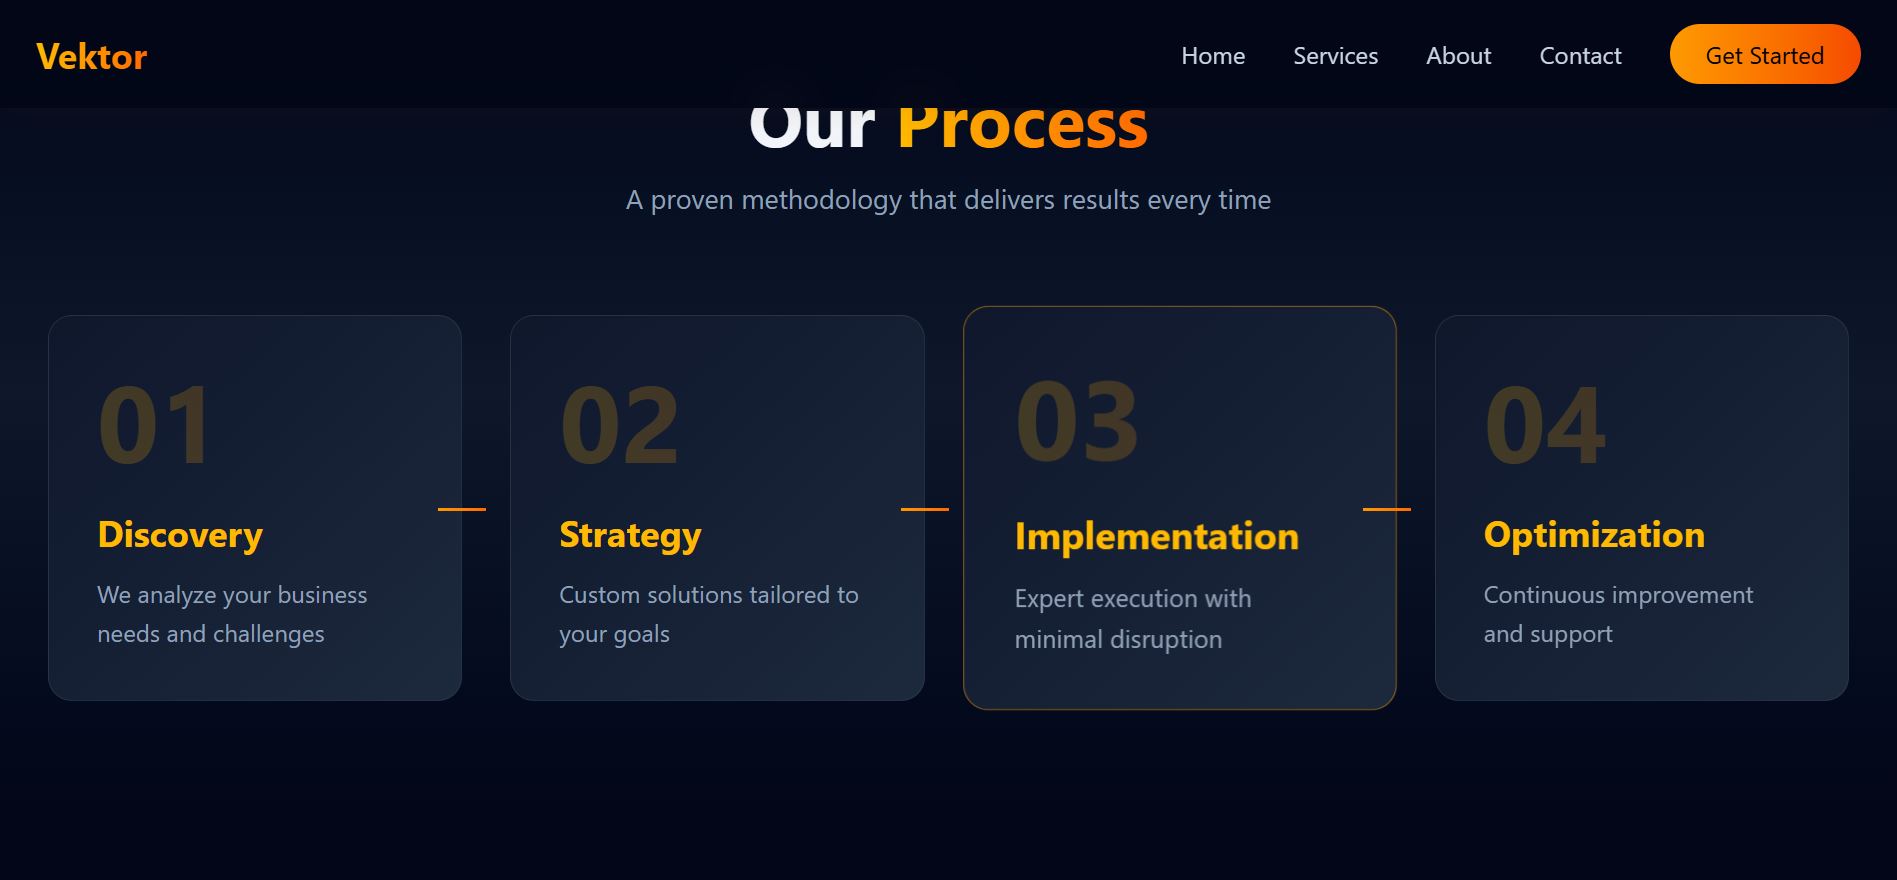 Vektor
Home
Services
About
Contact
Get Started
Our Process
A proven methodology that delivers results every time
01
Discovery
We analyze your business
needs and challenges
02
Strategy
Custom solutions tailored to
your goals
03
Implementation
Expert execution with
minimal disruption
04
Optimization
Continuous improvement
and support